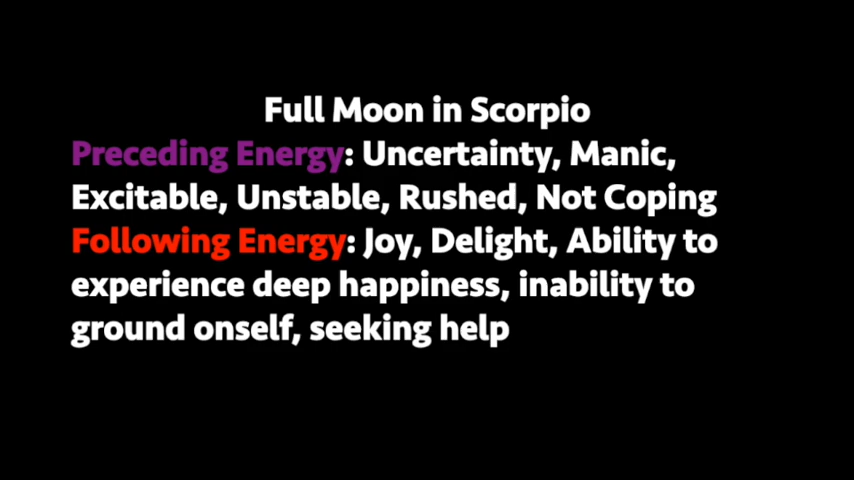 Full Moon in Scorpio
Preceding Energy: Uncertainty, Manic,
Excitable, Unstable, Rushed, Not Coping
Following Energy: Joy, Delight, Ability to
experience deep happiness, inability to
ground onself, seeking help